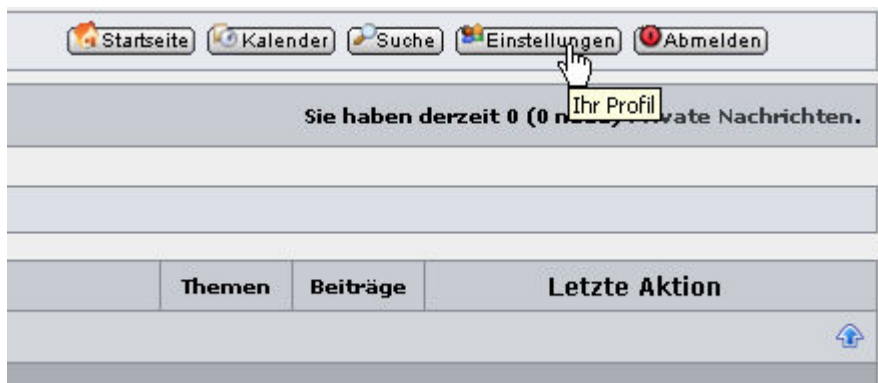 Startseite Kalender Suche Einstellungen Abmelden
Ihr Profil
Sie haben derzeit 0 (0 Nachrichten.
Themen Beiträge Letzte Aktion